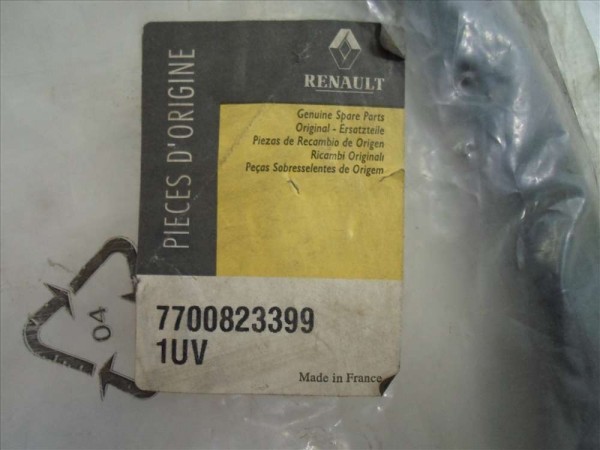 PIECES D'ORIGINE
RENAULT
Genuine Spare Parts
Original - Ersatzteile
Piezas de Recambio de Origen
Ricambi Originali
Peças Sobresselentes de Origem
04
7700823399
1UV
Made in France